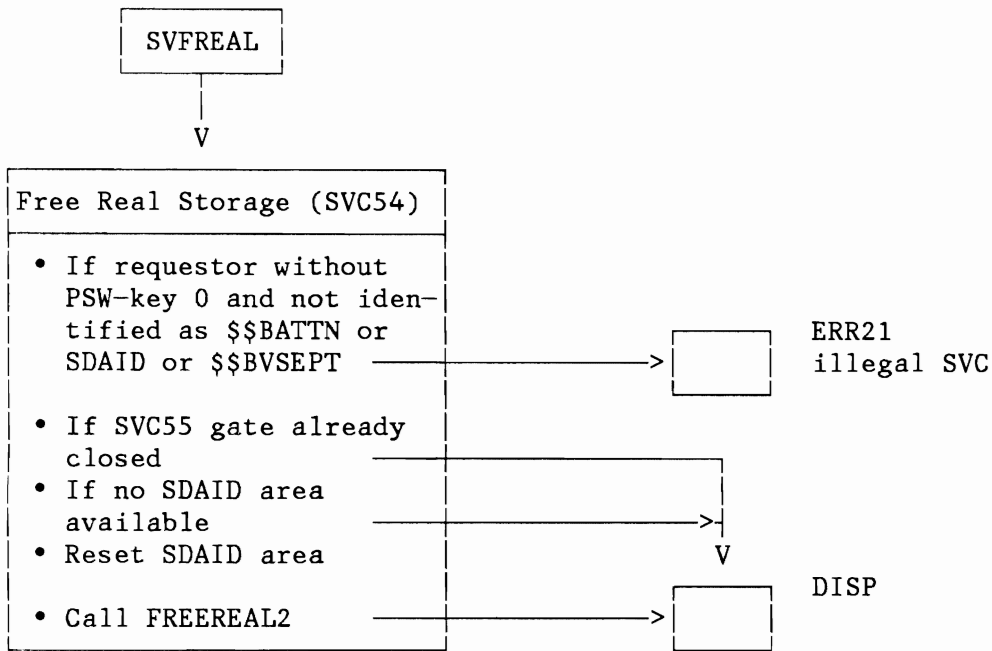 SVFREAL
V
Free Real Storage (SVC54)
• If requestor without
PSW-key 0 and not iden-
tified as $$BATTN or
SDAID or $$BVSEPT
ERR21
illegal SVC
• If SVC55 gate already
closed
• If no SDAID area
available
• Reset SDAID area
V
DISP
• Call FREEREAL2